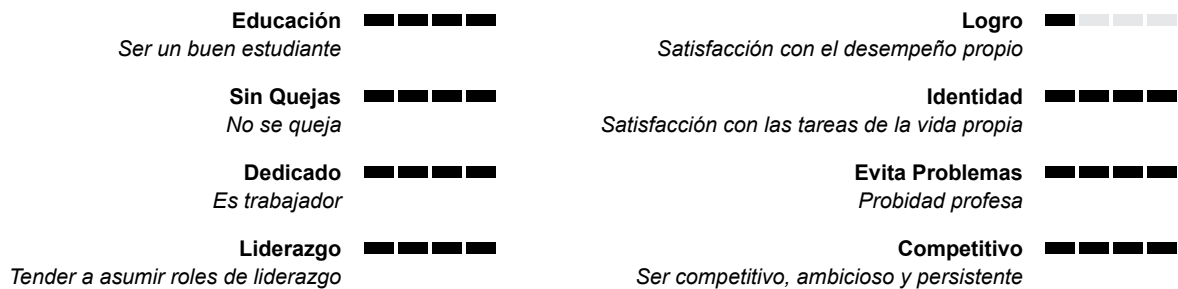 Educación
Ser un buen estudiante
Sin Quejas
No se queja
Dedicado
Es trabajador
Liderazgo
Tender a asumir roles de liderazgo
Logro
Satisfacción con el desempeño propio
Identidad
Satisfacción con las tareas de la vida propia
Evita Problemas
Probidad profesa
Competitivo
Ser competitivo, ambicioso y persistente